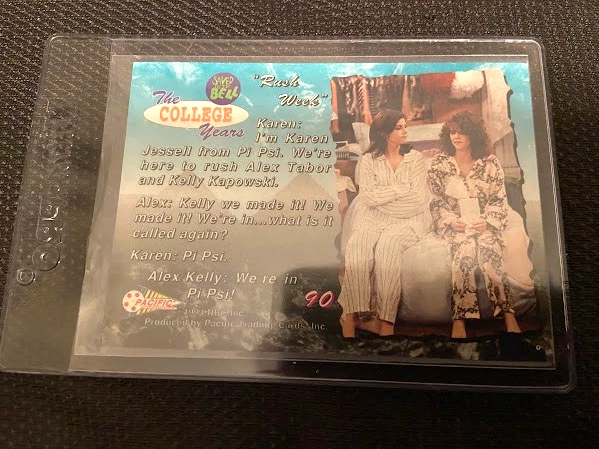 SAVED
by the
BELL
The
COLLEGE
Years
"Rush
Week"
Karen:
I'm Karen
Jessell from Pi Psi. We're
here to rush Alex Tabor
and Kelly Kapowski.
Alex: Kelly we made it! We
made it! We're in...what is it
called again?
Karen: Pi Psi.
Alex/Kelly: We're in
Pi Psi!
90
PACIFIC
NBC, Inc.
Produced by Pacific Trading Cards, Inc.